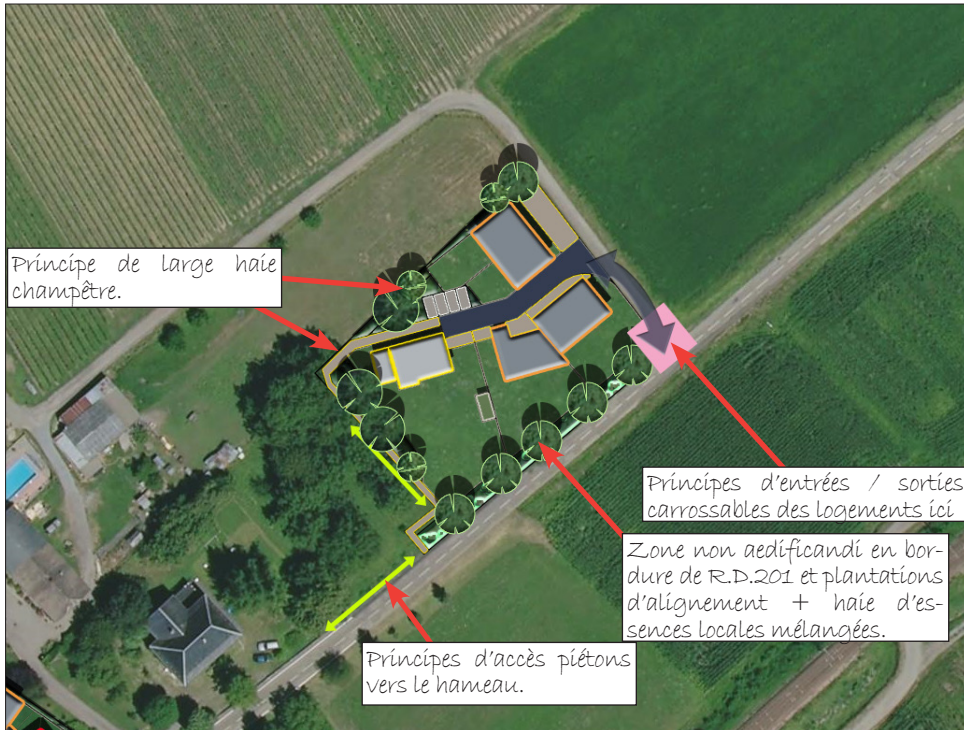 Principe de large haie
champêtre.
Principes d'entrées / sorties
carrossables des logements ici
Zone non aedificandi en bor-
dure de R.D.201 et plantations
d'alignement + haie d'es-
sences locales mélangées.
Principes d'accès piétons
vers le hameau.